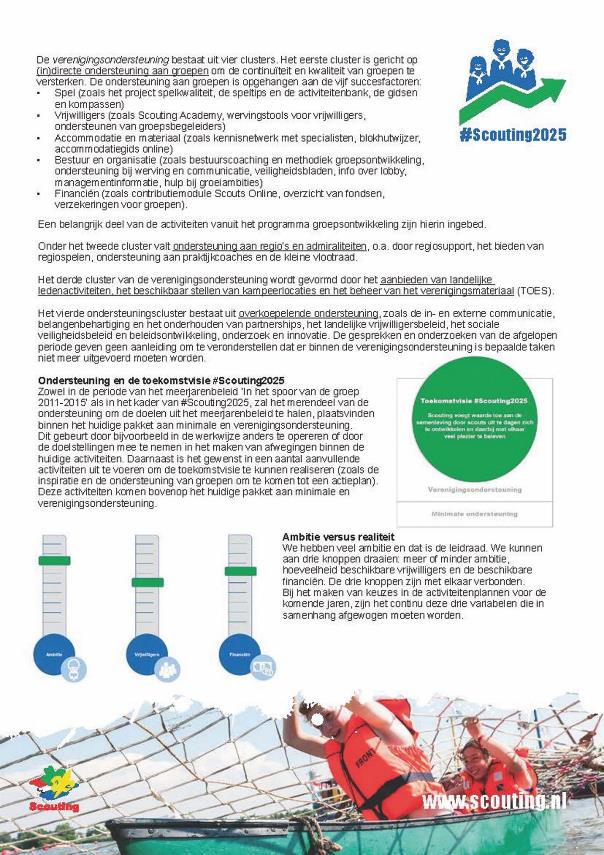 De verenigingsondersteuning bestaat uit vier clusters. Het eerste cluster is gericht op
(in)directe ondersteuning aan groepen om de continuïteit en kwaliteit van groepen te
versterken. De ondersteuning aan groepen is opgehangen aan de vijf succesfactoren:
• Spel (zoals het project spelkwaliteit, de speltips en de activiteitenbank, de gidsen
en kompassen)
• Vrijwilligers (zoals Scouting Academy, wervingstools voor vrijwilligers,
ondersteunen van groepsbegeleiders)
• Accommodatie en materiaal (zoals kennisnetwerk met specialisten, blokhutwijzer,
accommodatiegids online)
• Bestuur en organisatie (zoals bestuurscoaching en methodiek groepsontwikkeling,
ondersteuning bij werving en communicatie, veiligheidsbladen, info over lobby,
managementinformatie, hulp bij groeiambities)
• Financiën (zoals contributiemodule Scouts Online, overzicht van fondsen,
verzekeringen voor groepen).
#Scouting2025
Een belangrijk deel van de activiteiten vanuit het programma groepsontwikkeling zijn hierin ingebed.
Onder het tweede cluster valt ondersteuning aan regio's en admiraliteiten, o.a. door regiosupport, het bieden van
regiospelen, ondersteuning aan praktijkcoaches en de kleine vlootraad.
Het derde cluster van de verenigingsondersteuning wordt gevormd door het aanbieden van landelijke
ledenactiviteiten, het beschikbaar stellen van kampeerlocaties en het beheer van het verenigingsmateriaal (TOES).
Het vierde ondersteuningscluster bestaat uit overkoepelende ondersteuning, zoals de in- en externe communicatie,
belangenbehartiging en het onderhouden van partnerships, het landelijke vrijwilligersbeleid, het sociale
veiligheidsbeleid en beleidsontwikkeling, onderzoek en innovatie. De gesprekken en onderzoeken van de afgelopen
periode geven geen aanleiding om te veronderstellen dat er binnen de verenigingsondersteuning is bepaalde taken
niet meer uitgevoerd moeten worden.
Ondersteuning en de toekomstvisie #Scouting2025
Zowel in de periode van het meerjarenbeleid 'In het spoor van de groep
2011-2015' als in het kader van #Scouting2025, zal het merendeel van de
ondersteuning om de doelen uit het meerjarenbeleid te halen, plaatsvinden
binnen het huidige pakket aan minimale en verenigingsondersteuning.
Dit gebeurt door bijvoorbeeld in de werkwijze anders te opereren of door
de doelstellingen mee te nemen in het maken van afwegingen binnen de
huidige activiteiten. Daarnaast is het gewenst in een aantal aanvullende
activiteiten uit te voeren om de toekomstvisie te kunnen realiseren (zoals de
inspiratie en de ondersteuning van groepen om te komen tot een actieplan).
Deze activiteiten komen bovenop het huidige pakket aan minimale en
verenigingsondersteuning.
Toekomstvisie #Scouting2025
Scouting voegt waarde toe aan de
samenleving door scouts uit te dagen zich
te ontwikkelen en daarbij met elkaar
veel plezier te beleven
Verenigingsondersteuning
Minimale ondersteuning
Ambitie
Vrijwilligers
Financiën
Ambitie versus realiteit
We hebben veel ambitie en dat is de leidraad. We kunnen
aan drie knoppen draaien: meer of minder ambitie,
hoeveelheid beschikbare vrijwilligers en de beschikbare
financiën. De drie knoppen zijn met elkaar verbonden.
Bij het maken van keuzes in de activiteitenplannen voor de
komende jaren, zijn het continu deze drie variabelen die in
samenhang afgewogen moeten worden.
FRONT
Scouting
www.scouting.nl